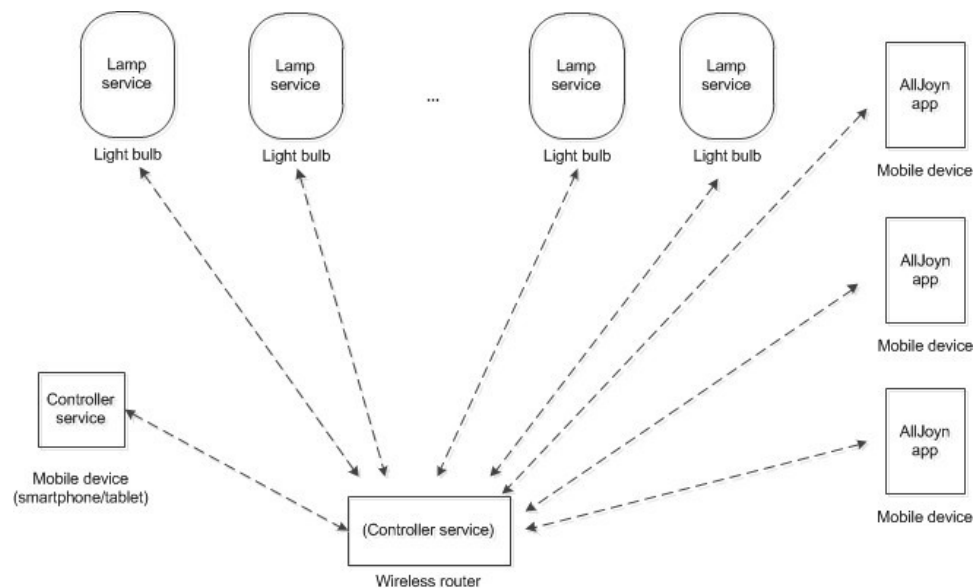 Lamp
service
Light bulb
Lamp
service
Light bulb
...
Lamp
service
Light bulb
Lamp
service
Light bulb
AllJoyn
app
Mobile device
AllJoyn
app
Mobile device
Controller
service
Mobile device
(smartphone/tablet)
AllJoyn
app
Mobile device
(Controller service)
Wireless router